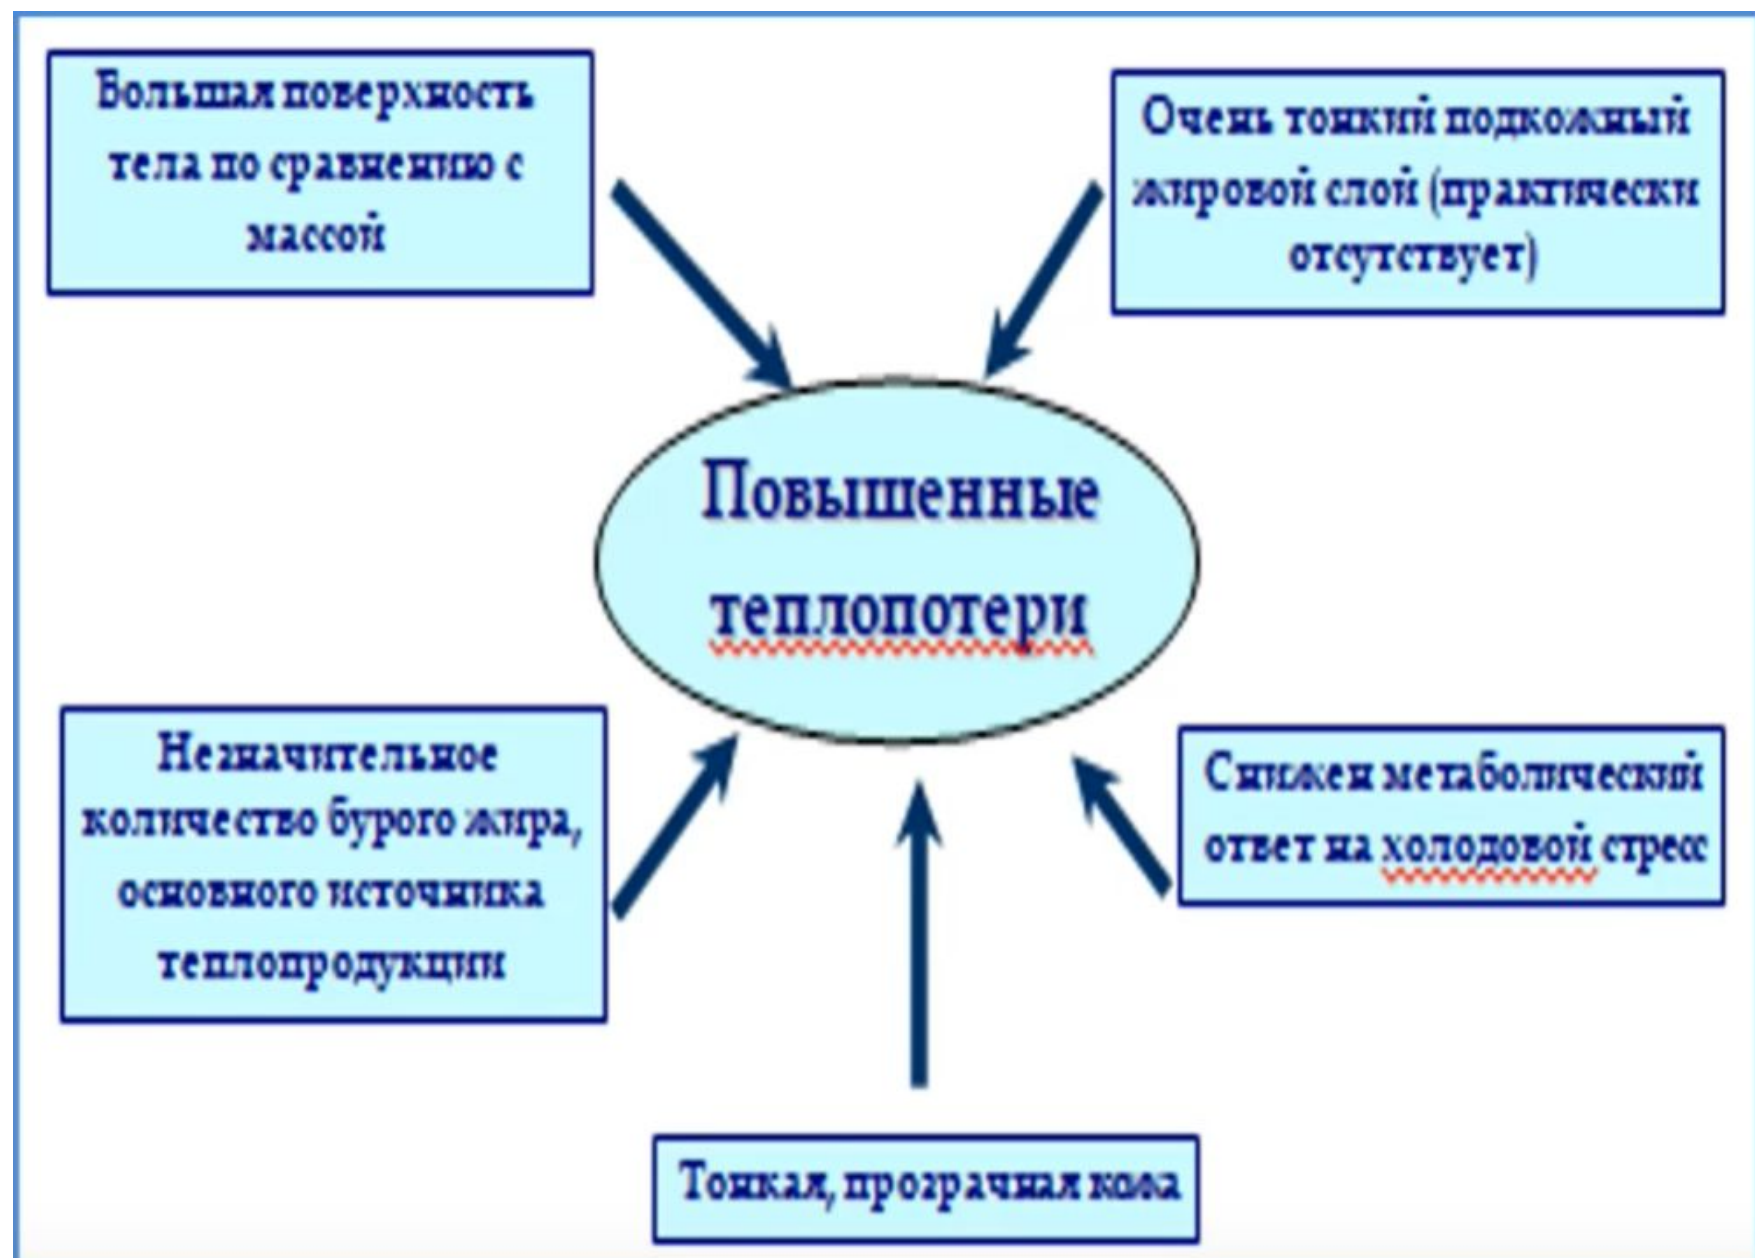 Большая поверхность
тела по сравнению с
массой
Очень тонкий подкожный
жировой слой (практически
отсутствует)
Повышенные
теплопотери
Незначительное
количество бурого жира,
основного источника
теплопродукции
Снижен метаболический
ответ на холодовой стресс
Тонкая, прозрачная кожа